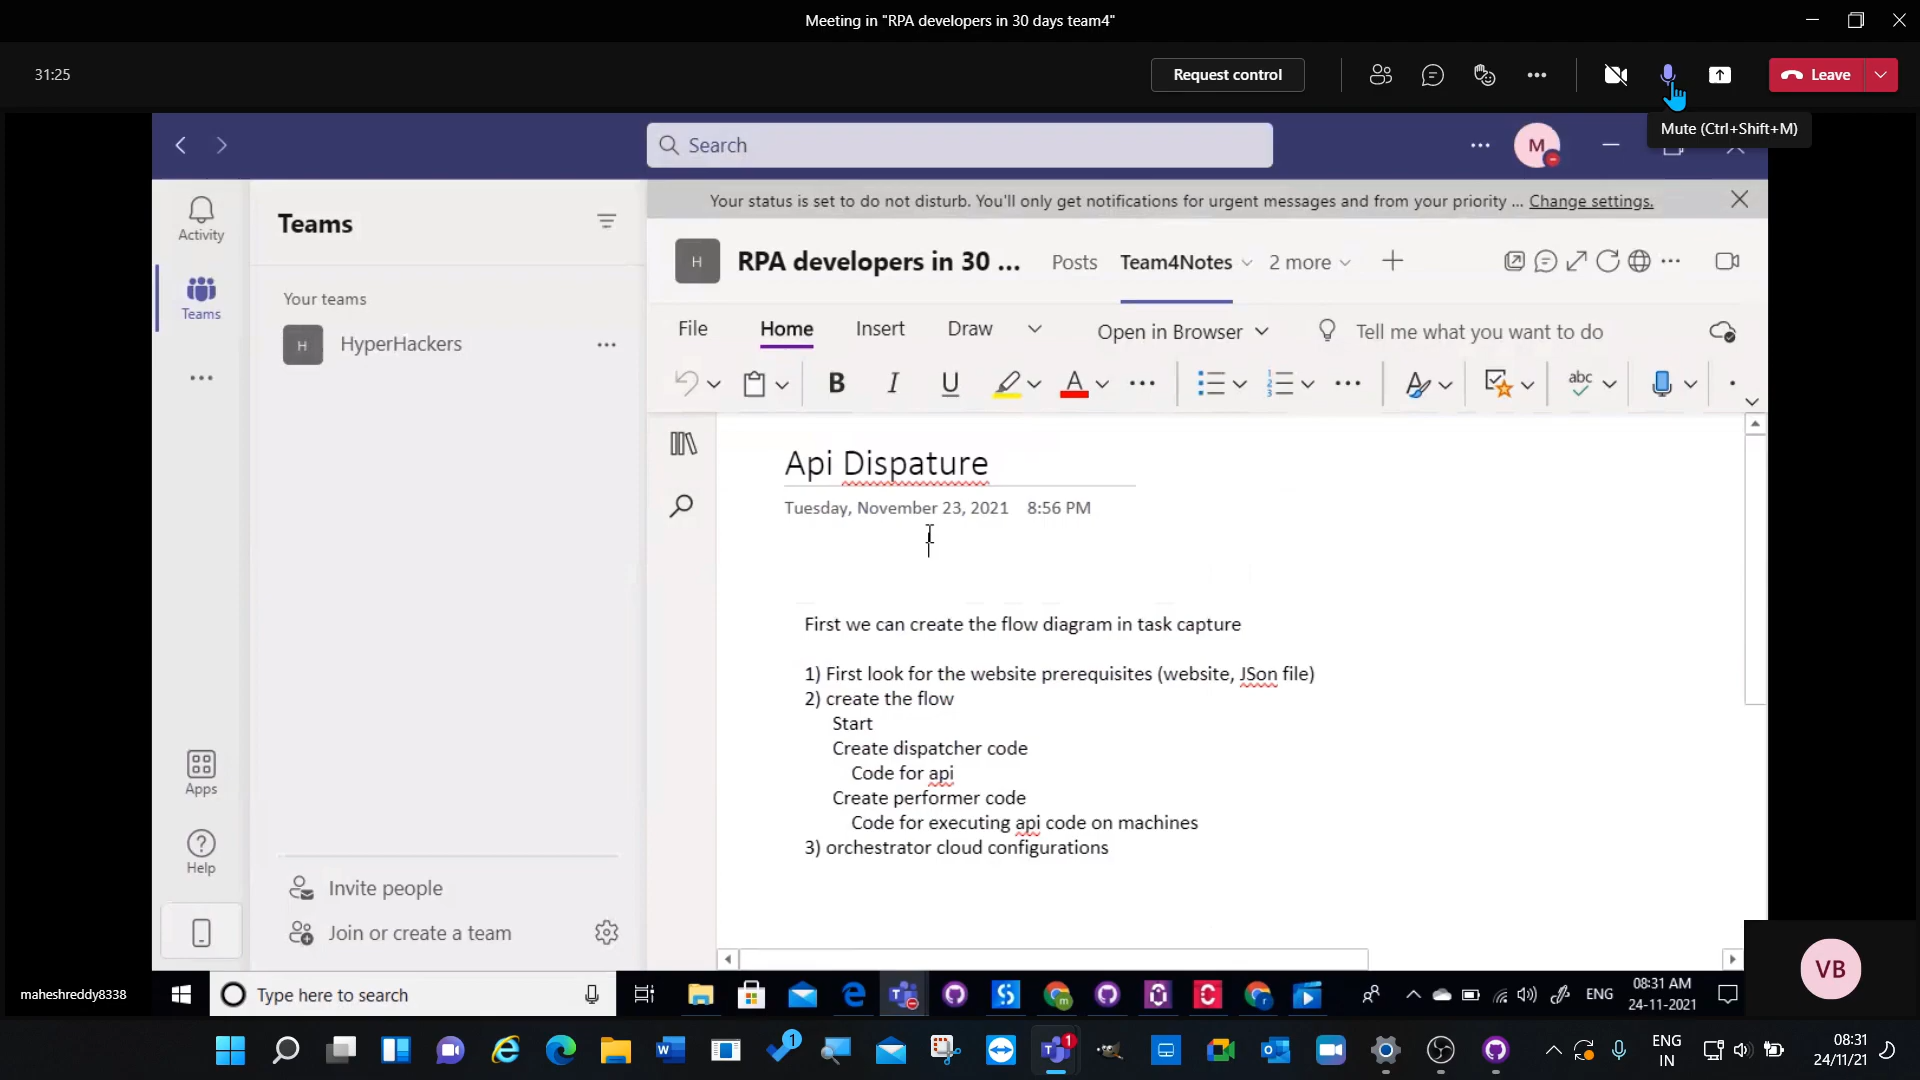 Meeting in "RPA developers in 30 days team4"
31:25
Request control
Leave
Mute (Ctrl+Shift+M)
Search
M
Your status is set to do not disturb. You'll only get notifications for urgent messages and from your priority ... Change settings.
Activity
Teams
Teams
Your teams
H HyperHackers
H RPA developers in 30 ... Posts Team4Notes 2 more
File Home Insert Draw Open in Browser Tell me what you want to do
B I U A abc
Api Dispature
Tuesday, November 23, 2021 8:56 PM
First we can create the flow diagram in task capture
1) First look for the website prerequisites (website, JSon file)
2) create the flow
Start
Create dispatcher code
Code for api
Create performer code
Code for executing api code on machines
3) orchestrator cloud configurations
Apps
Help
Invite people
Join or create a team
VB
maheshreddy8338
Type here to search
ENG
08:31 AM
24-11-2021
1
1
ENG
IN
08:31
24/11/21